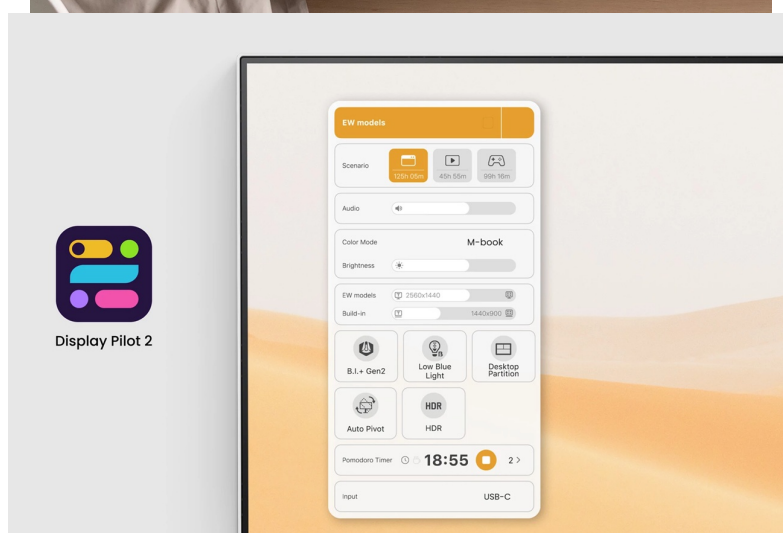 EW models
Scenario
125h 05m
45h 55m
99h 16m
Audio
Color Mode
M-book
Brightness
EW models
2560x1440
Build-in
1440x900
B.I.+ Gen2
Low Blue
Light
Desktop
Partition
Auto Pivot
HDR
HDR
Pomodoro Timer
18:55
2 >
Input
USB-C
Display Pilot 2